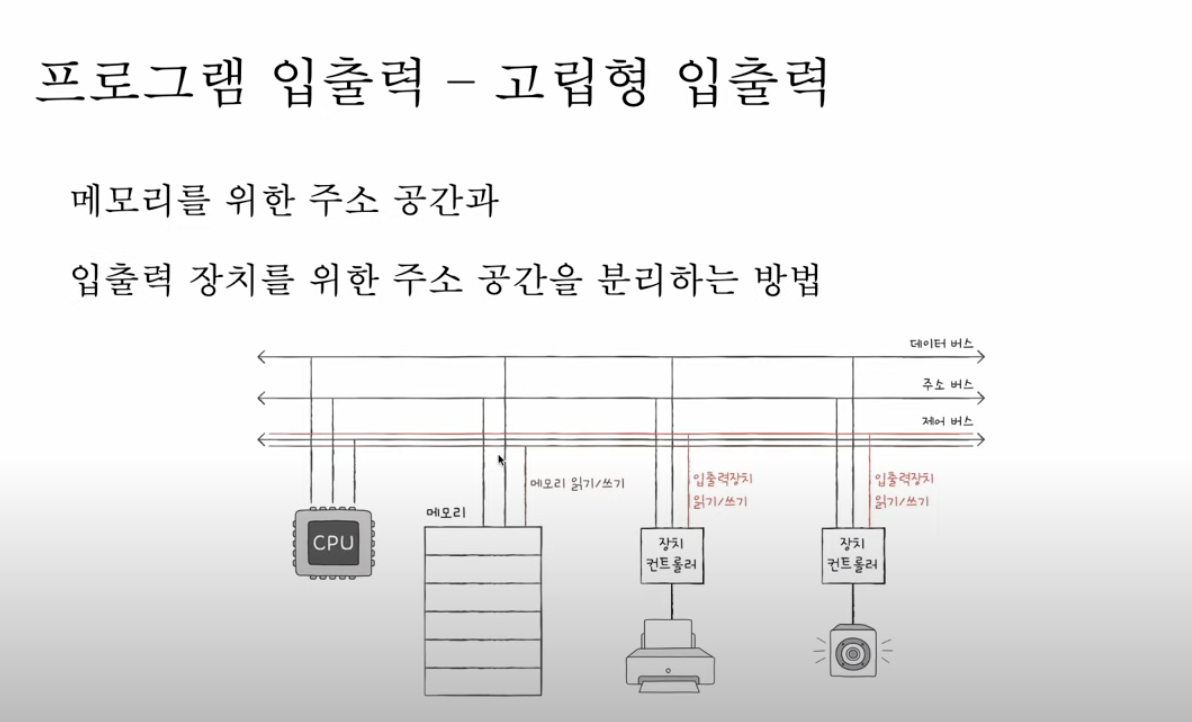 프로그램 입출력 – 고립형 입출력
메모리를 위한 주소 공간과
입출력 장치를 위한 주소 공간을 분리하는 방법
데이터 버스
주소 버스
제어 버스
메모리 읽기/쓰기
입출력장치
읽기/쓰기
입출력장치
읽기/쓰기
메모리
CPU
장치
컨트롤러
장치
컨트롤러